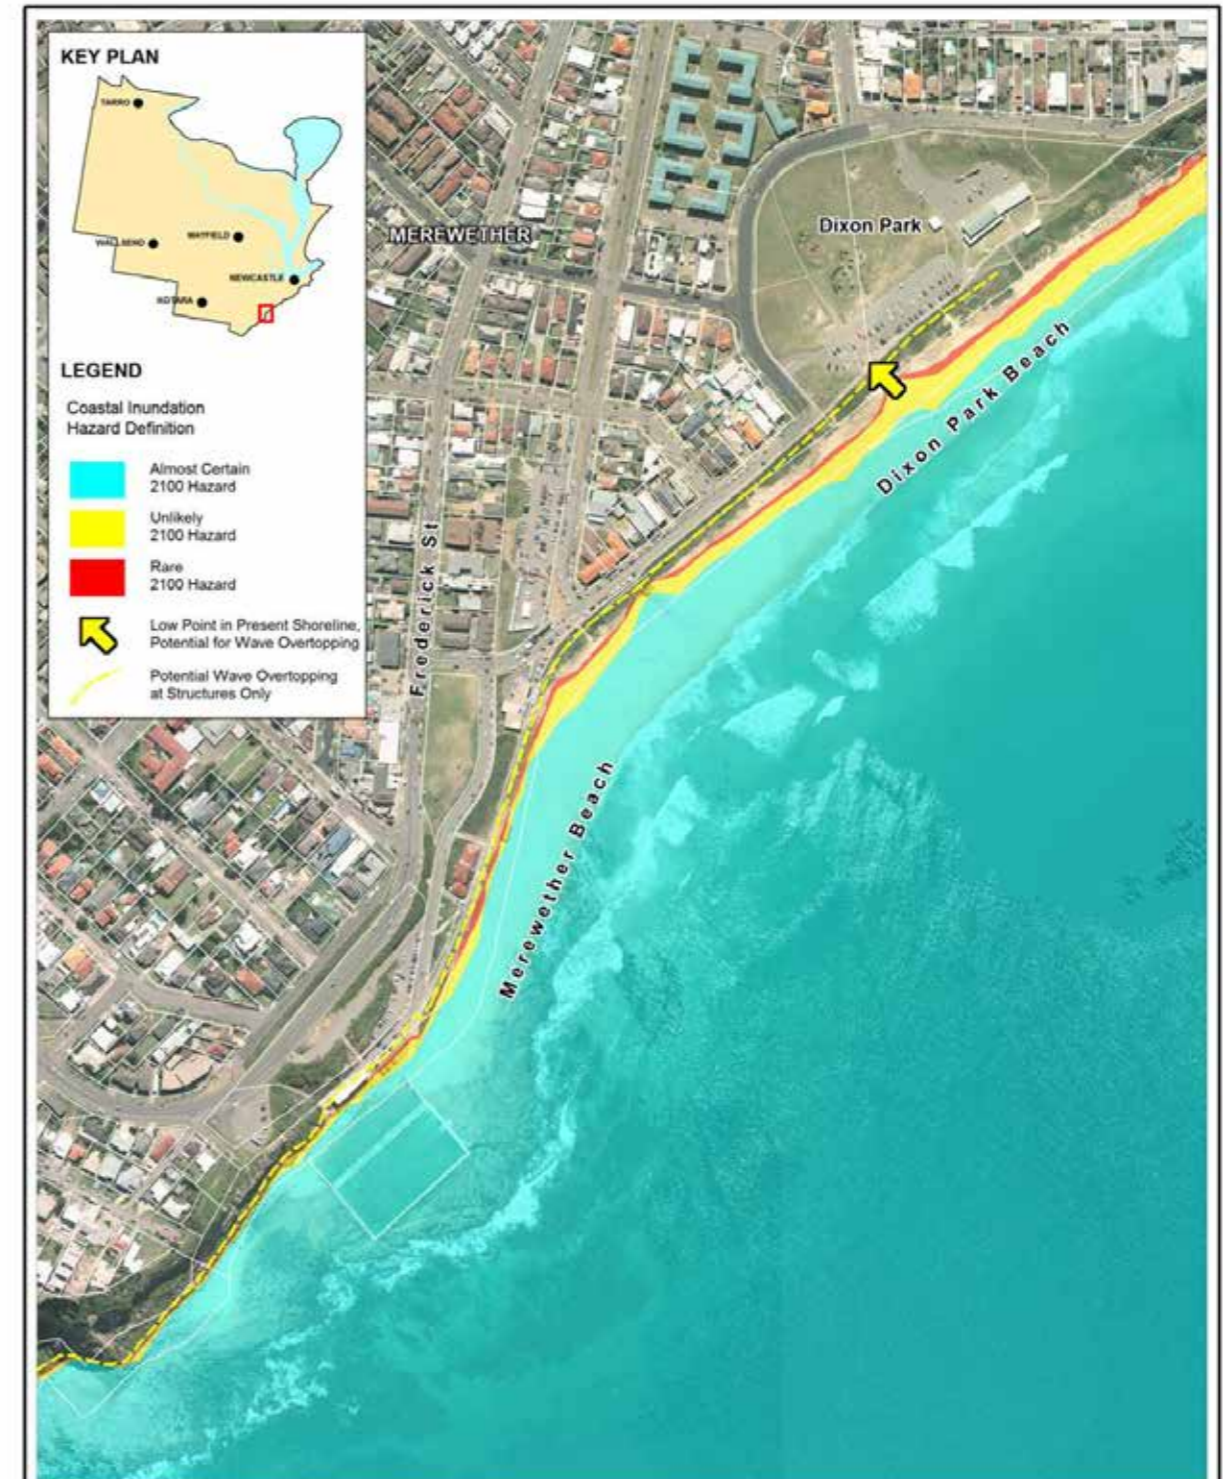 KEY PLAN
TARRO
WALLSEND
MAYFIELD
NEWCASTLE
KOTARA
LEGEND
Coastal Inundation
Hazard Definition
Almost Certain
2100 Hazard
Unlikely
2100 Hazard
Rare
2100 Hazard
Low Point in Present Shoreline,
Potential for Wave Overtopping
Potential Wave Overtopping
at Structures Only
MEREWETHER
Dixon Park
Dixon Park Beach
Frederick St
Merewether Beach